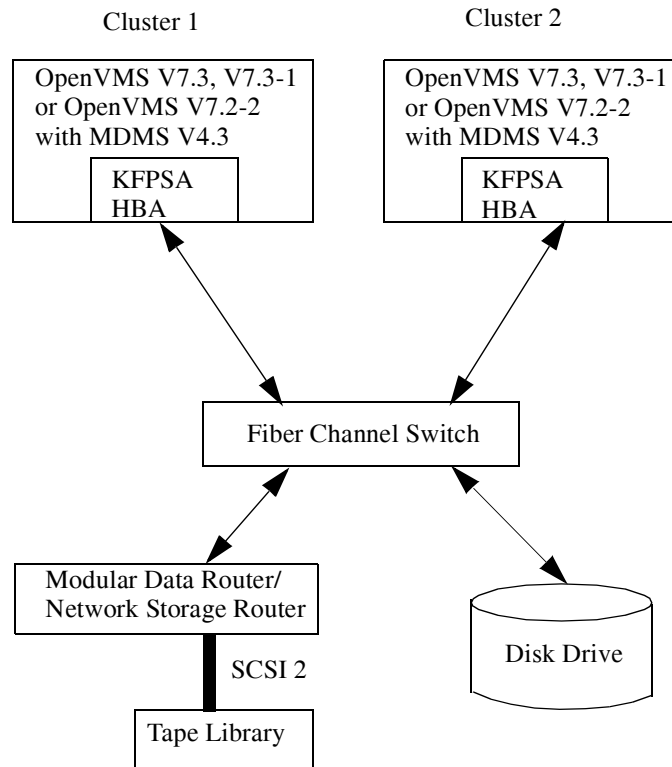 Cluster 1
Cluster 2
OpenVMS V7.3, V7.3-1
or OpenVMS V7.2-2
with MDMS V4.3
KFPSA
HBA
OpenVMS V7.3, V7.3-1
or OpenVMS V7.2-2
with MDMS V4.3
KFPSA
HBA
Fiber Channel Switch
Modular Data Router/
Network Storage Router
SCSI 2
Tape Library
Disk Drive